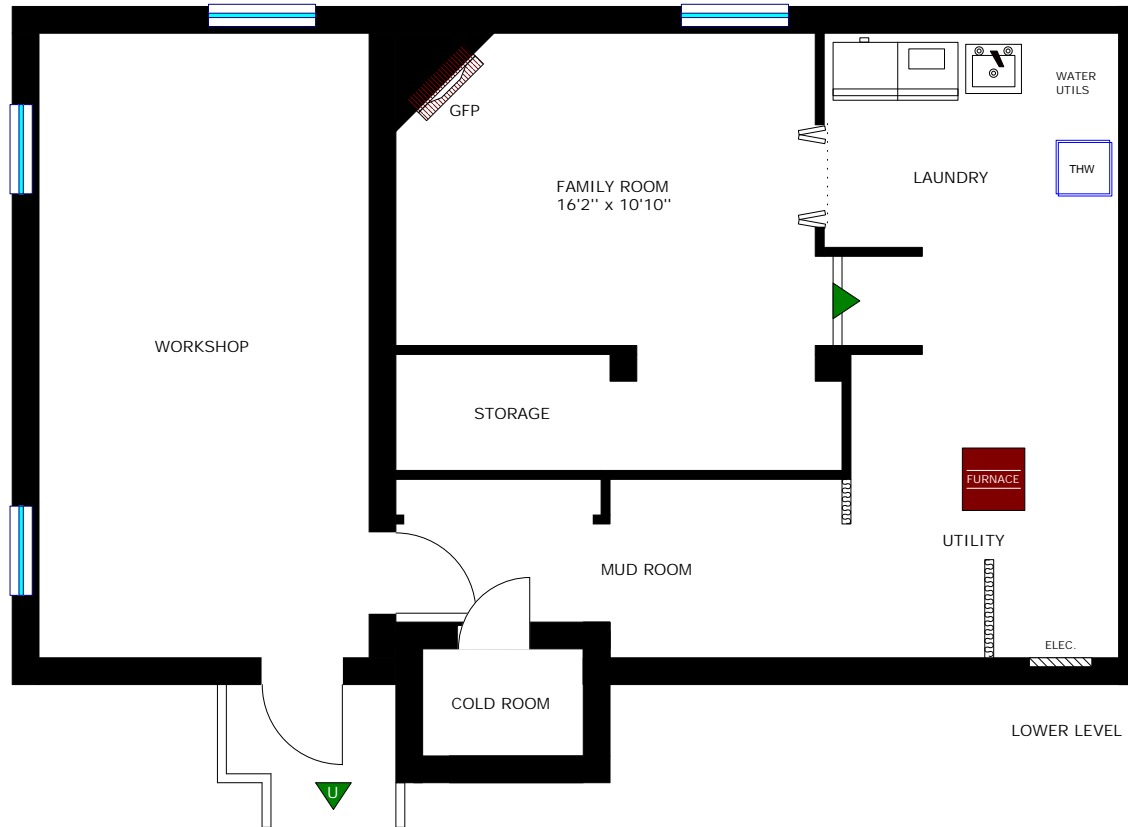 WATER
UTILS
GFP
THW
LAUNDRY
FAMILY ROOM
16'2'' x 10'10''
WORKSHOP
STORAGE
FURNACE
UTILITY
MUD ROOM
ELEC.
COLD ROOM
LOWER LEVEL
U